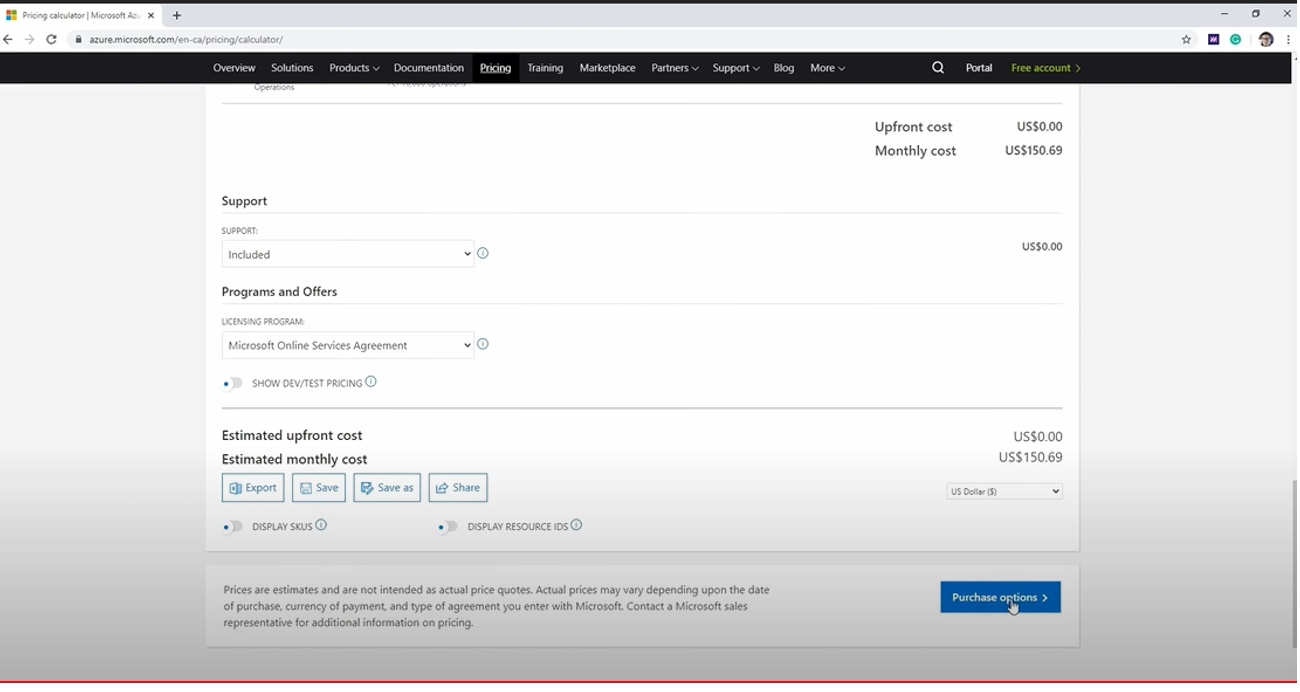 Pricing calculator | Microsoft Az
azure.microsoft.com/en-ca/pricing/calculator/
Overview Solutions Products Documentation Pricing Training Marketplace Partners Support Blog More Portal Free account
Operations
Upfront cost US$0.00
Monthly cost US$150.69
Support
SUPPORT:
Included US$0.00
Programs and Offers
LICENSING PROGRAM:
Microsoft Online Services Agreement
SHOW DEV/TEST PRICING
Estimated upfront cost US$0.00
Estimated monthly cost US$150.69
Export Save Save as Share US Dollar ($)
DISPLAY SKUS DISPLAY RESOURCE IDS
Prices are estimates and are not intended as actual price quotes. Actual prices may vary depending upon the date
of purchase, currency of payment, and type of agreement you enter with Microsoft. Contact a Microsoft sales
representative for additional information on pricing.
Purchase options